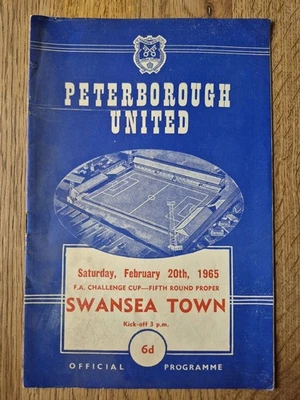 PETERBOROUGH
UNITED
Saturday, February 20th, 1965
F.A. CHALLENGE CUP—FIFTH ROUND PROPER
SWANSEA TOWN
Kick-off 3 p.m.
6d
OFFICIAL PROGRAMME